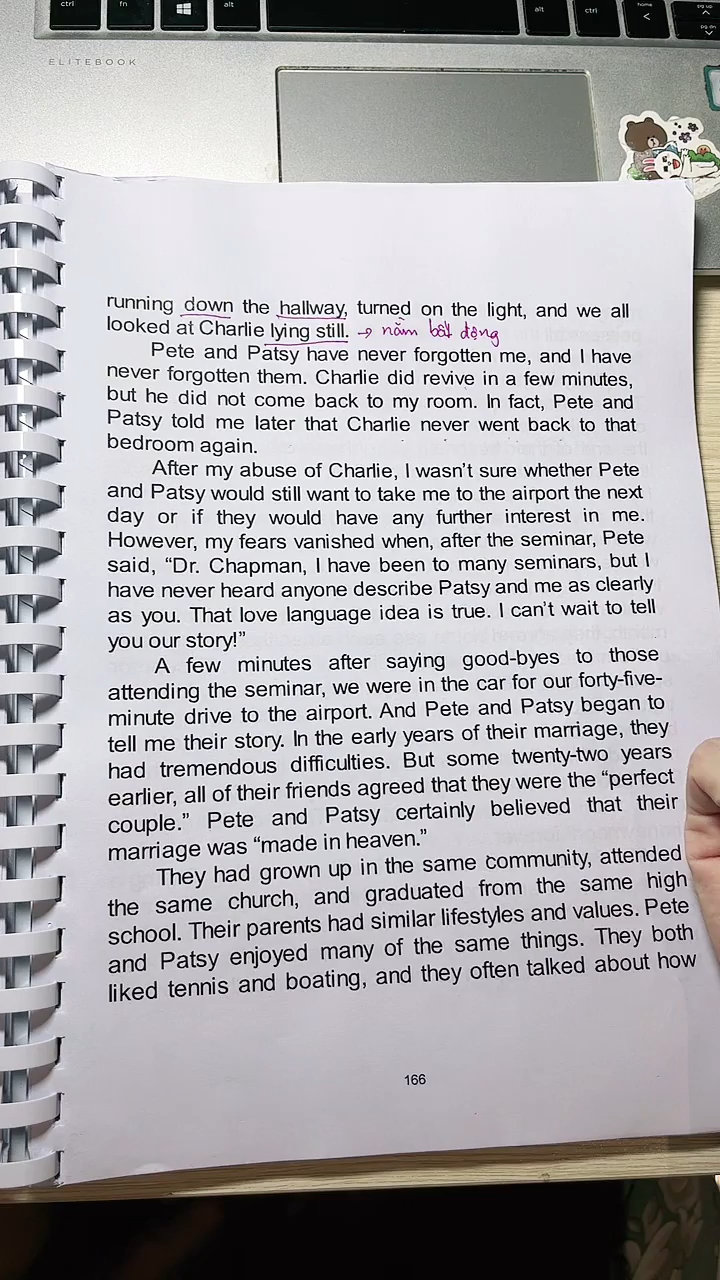 ctrl fn alt alt ctrl home pg up pg dn
ELITEBOOK
running down the hallway, turned on the light, and we all
looked at Charlie lying still. → nằm bất động
Pete and Patsy have never forgotten me, and I have
never forgotten them. Charlie did revive in a few minutes,
but he did not come back to my room. In fact, Pete and
Patsy told me later that Charlie never went back to that
bedroom again.
After my abuse of Charlie, I wasn't sure whether Pete
and Patsy would still want to take me to the airport the next
day or if they would have any further interest in me.
However, my fears vanished when, after the seminar, Pete
said, “Dr. Chapman, I have been to many seminars, but I
have never heard anyone describe Patsy and me as clearly
as you. That love language idea is true. I can't wait to tell
you our story!”
A few minutes after saying good-byes to those
attending the seminar, we were in the car for our forty-five-
minute drive to the airport. And Pete and Patsy began to
tell me their story. In the early years of their marriage, they
had tremendous difficulties. But some twenty-two years
earlier, all of their friends agreed that they were the “perfect
couple.” Pete and Patsy certainly believed that their
marriage was “made in heaven.”
They had grown up in the same community, attended
the same church, and graduated from the same high
school. Their parents had similar lifestyles and values. Pete
and Patsy enjoyed many of the same things. They both
liked tennis and boating, and they often talked about how
166